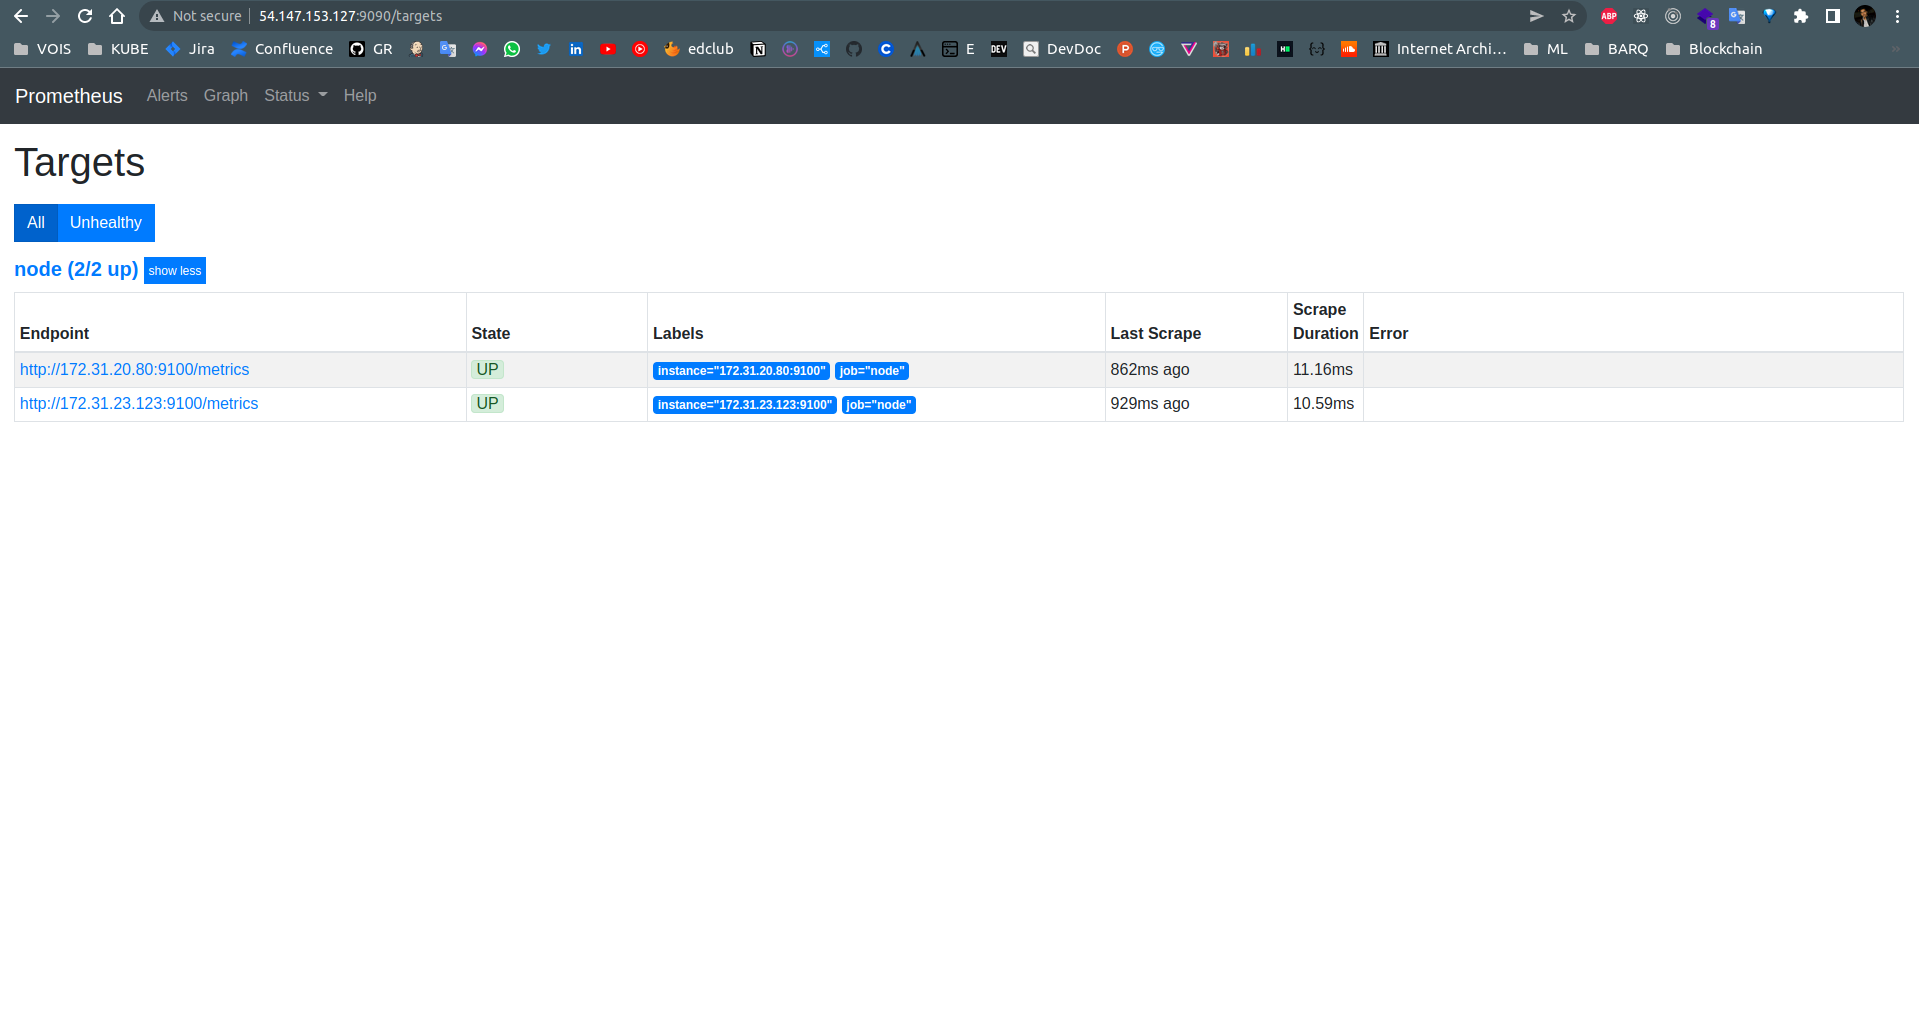 Not secure 54.147.153.127:9090/targets
ABP 8
VOIS KUBE Jira Confluence GR edclub E DEV DevDoc Internet Archi... ML BARQ Blockchain
Prometheus Alerts Graph Status Help
Targets
All Unhealthy
node (2/2 up) show less
Endpoint State Labels Last Scrape Scrape Duration Error
http://172.31.20.80:9100/metrics UP instance="172.31.20.80:9100" job="node" 862ms ago 11.16ms
http://172.31.23.123:9100/metrics UP instance="172.31.23.123:9100" job="node" 929ms ago 10.59ms